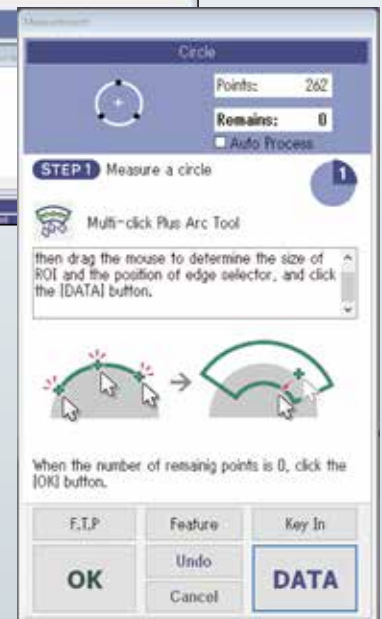 Measurement
Circle
Points: 262
Remains: 0
Auto Process
STEP 1 Measure a circle
1
Multi-click Plus Arc Tool
then drag the mouse to determine the size of
ROI and the position of edge selector, and click
the [DATA] button.
When the number of remainig points is 0, click the
[OK] button.
F.T.P
Feature
Key In
OK
Undo
Cancel
DATA